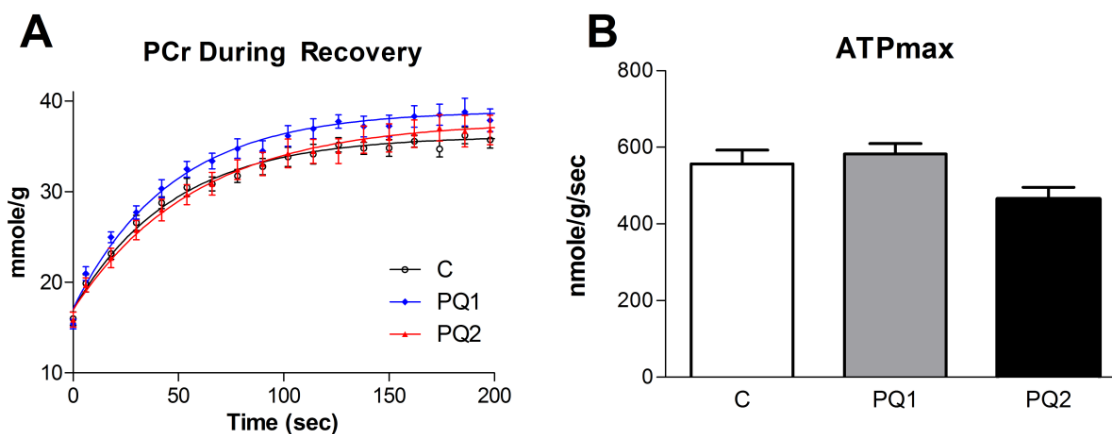 A
PCr During Recovery
mmole/g
40
30
20
10
0
50
100
150
200
Time (sec)
C
PQ1
PQ2
B
ATPmax
nmole/g/sec
800
600
400
200
0
C
PQ1
PQ2